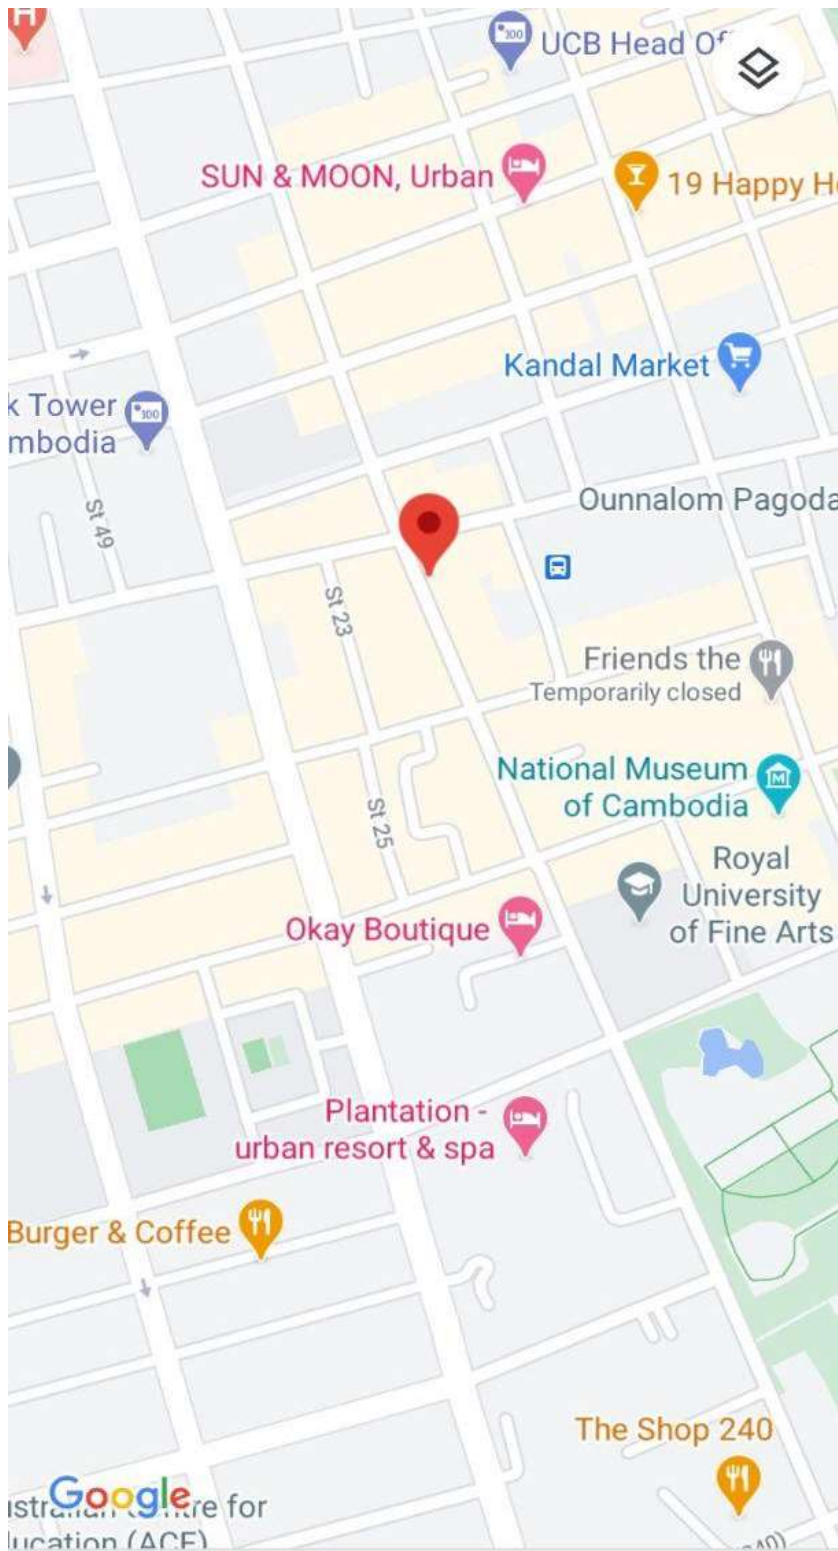 H
UCB Head Of
SUN & MOON, Urban
19 Happy H
Kandal Market
k Tower
mbodia
St 49
Ounnalom Pagoda
St 23
Friends the
Temporarily closed
National Museum
of Cambodia
St 25
Royal
University
of Fine Arts
Okay Boutique
Plantation -
urban resort & spa
Burger & Coffee
The Shop 240
Google
re for
ucation (ACE)
240)